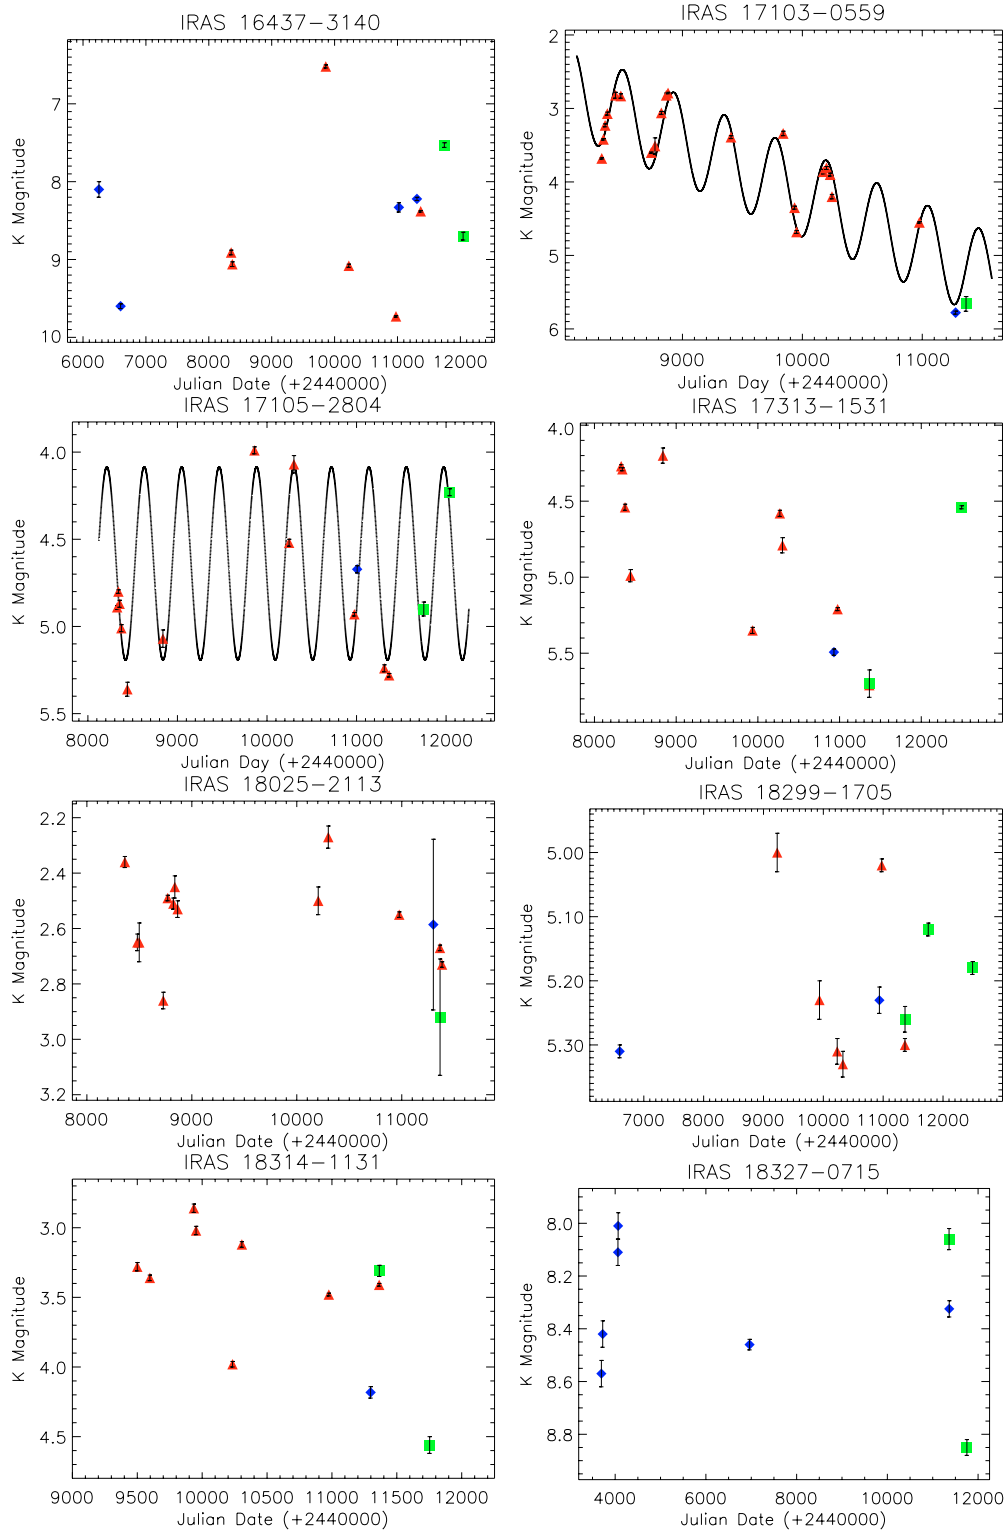 IRAS 16437-3140
7
8
9
10
K Magnitude
6000 7000 8000 9000 10000 11000 12000
Julian Date (+2440000)
IRAS 17103-0559
2
3
4
5
6
K Magnitude
9000 10000 11000
Julian Day (+2440000)
IRAS 17105-2804
4.0
4.5
5.0
5.5
K Magnitude
8000 9000 10000 11000 12000
Julian Day (+2440000)
IRAS 17313-1531
4.0
4.5
5.0
5.5
K Magnitude
8000 9000 10000 11000 12000
Julian Date (+2440000)
IRAS 18025-2113
2.2
2.4
2.6
2.8
3.0
3.2
K Magnitude
8000 9000 10000 11000
Julian Date (+2440000)
IRAS 18299-1705
5.00
5.10
5.20
5.30
K Magnitude
7000 8000 9000 10000 11000 12000
Julian Date (+2440000)
IRAS 18314-1131
3.0
3.5
4.0
4.5
K Magnitude
9000 9500 10000 10500 11000 11500 12000
Julian Date (+2440000)
IRAS 18327-0715
8.0
8.2
8.4
8.6
8.8
K Magnitude
4000 6000 8000 10000 12000
Julian Date (+2440000)